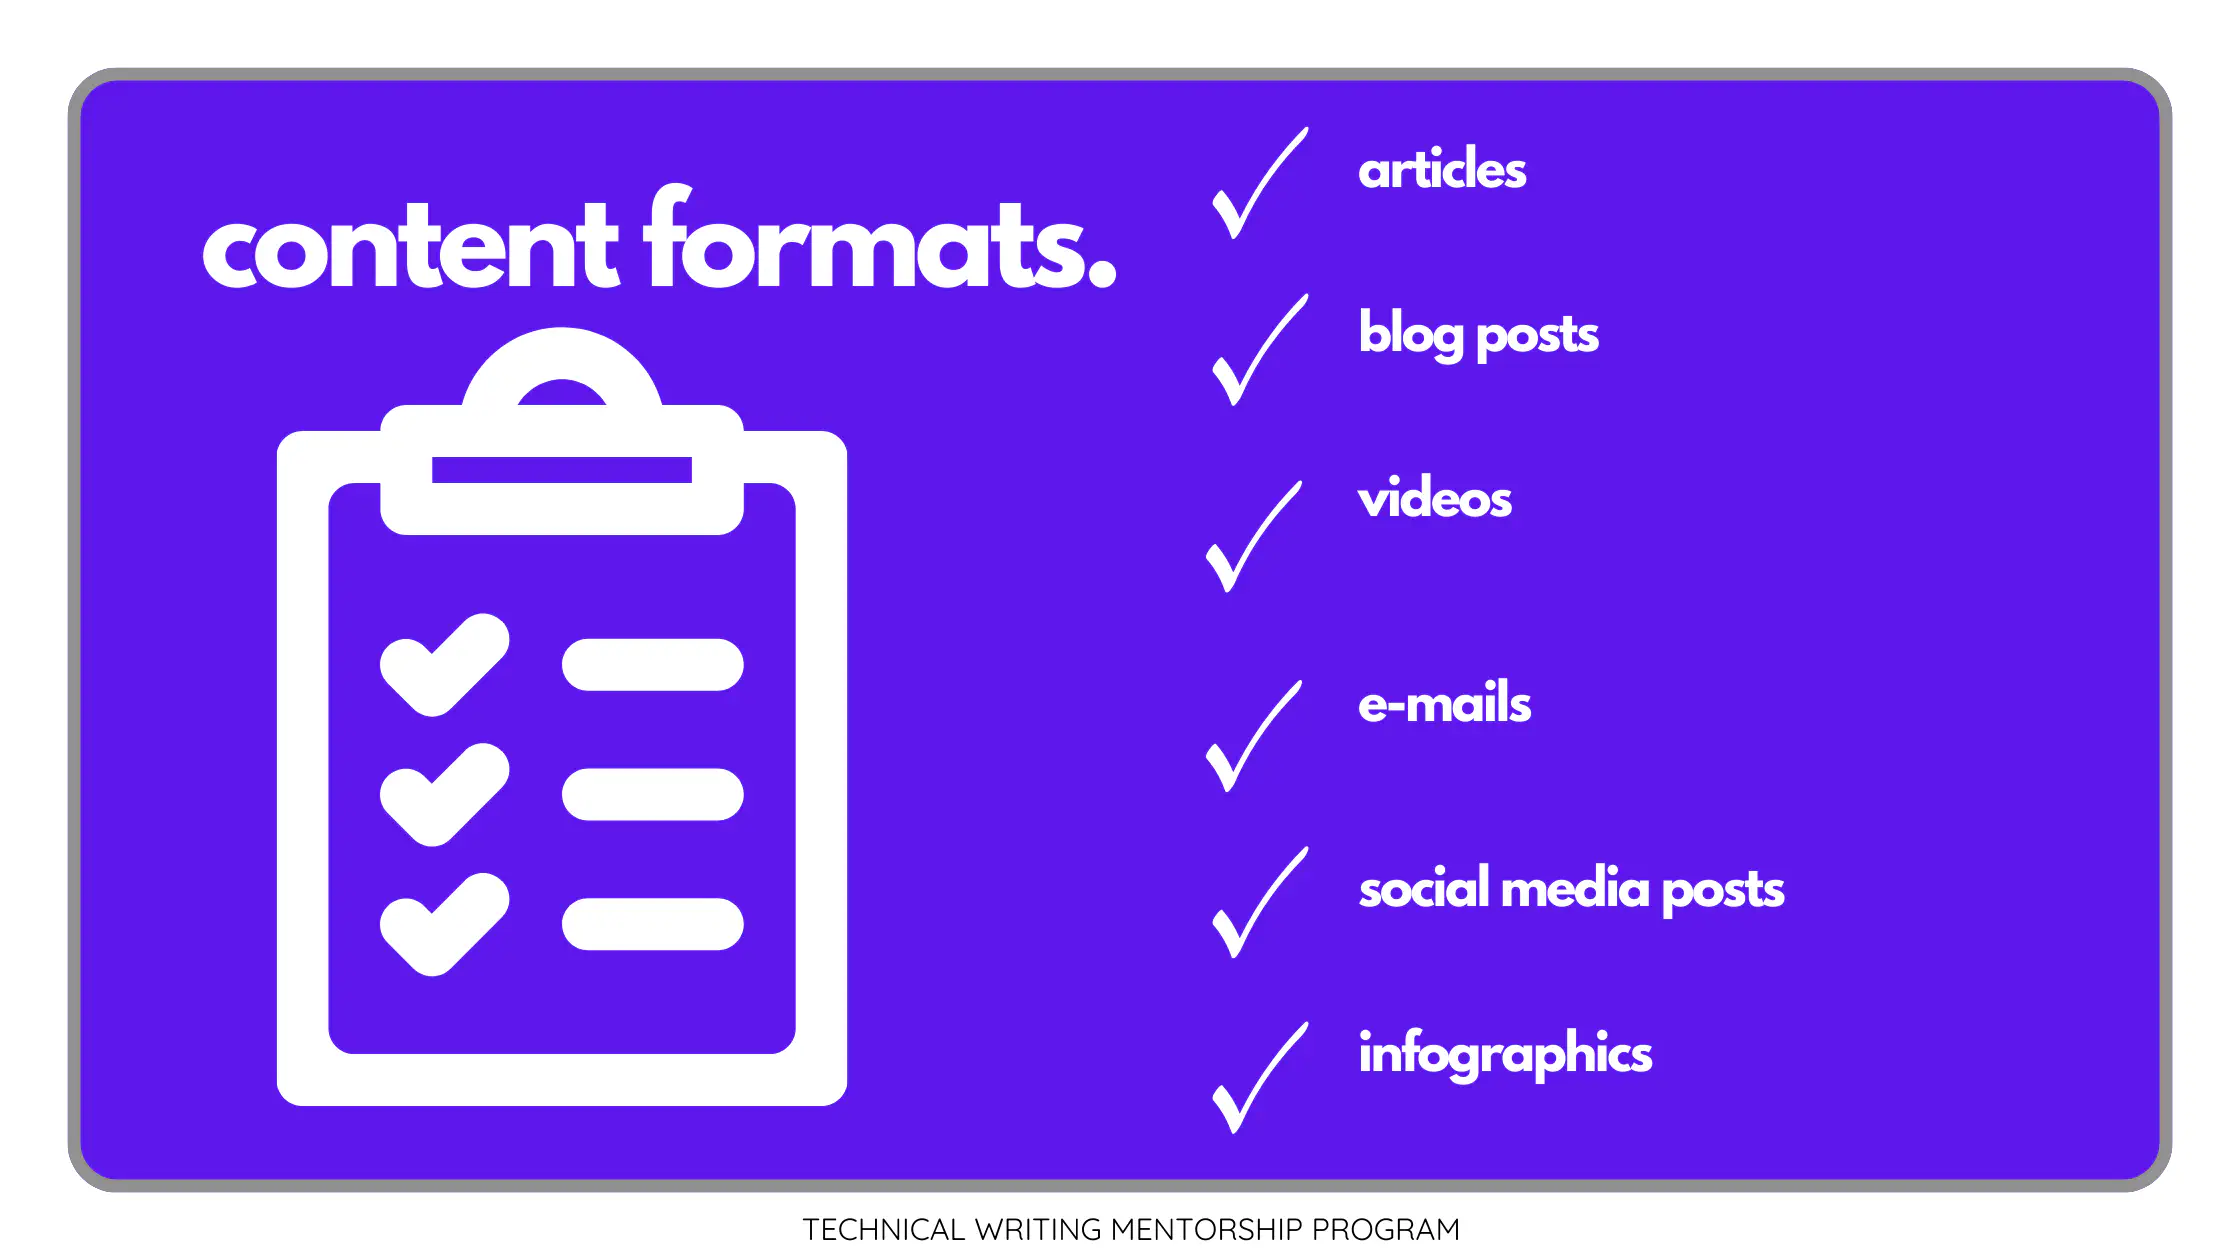 content formats.
articles
blog posts
videos
e-mails
social media posts
infographics
TECHNICAL WRITING MENTORSHIP PROGRAM